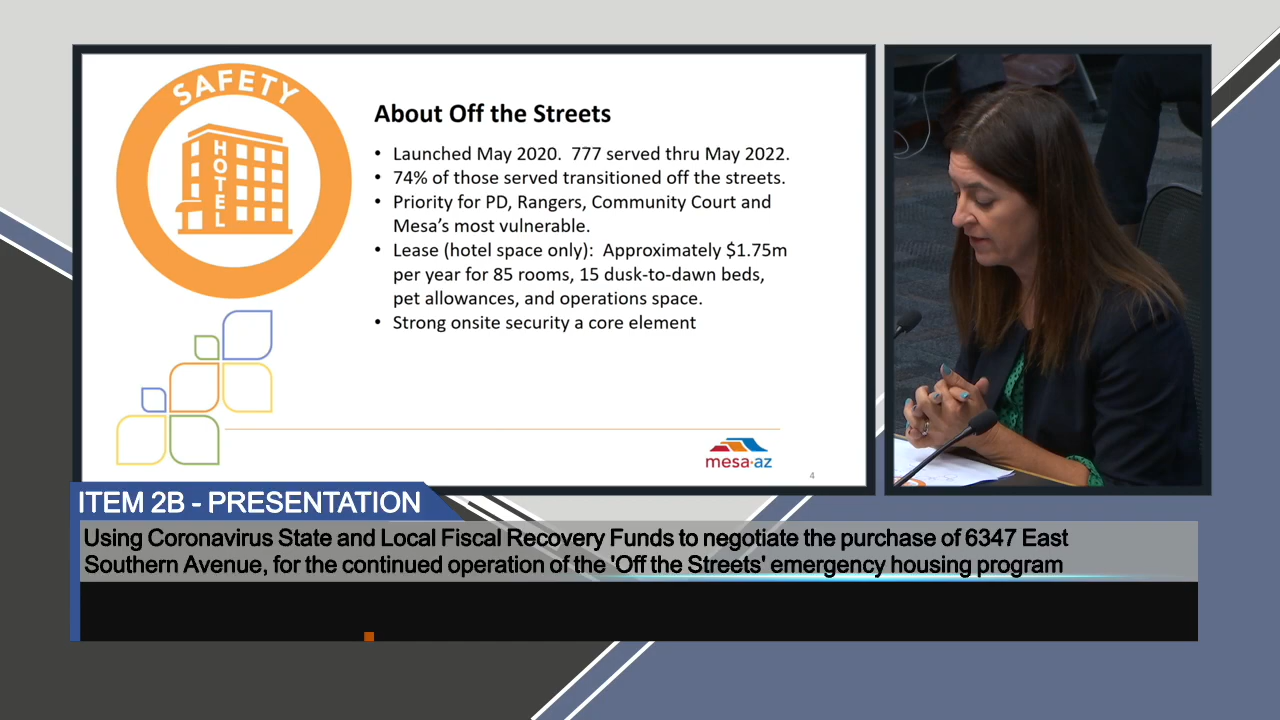 SAFETY
HOTEL
About Off the Streets
• Launched May 2020.  777 served thru May 2022.
• 74% of those served transitioned off the streets.
• Priority for PD, Rangers, Community Court and
Mesa's most vulnerable.
• Lease (hotel space only):  Approximately $1.75m
per year for 85 rooms, 15 dusk-to-dawn beds,
pet allowances, and operations space.
• Strong onsite security a core element
mesa·az
4
ITEM 2B - PRESENTATION
Using Coronavirus State and Local Fiscal Recovery Funds to negotiate the purchase of 6347 East
Southern Avenue, for the continued operation of the 'Off the Streets' emergency housing program